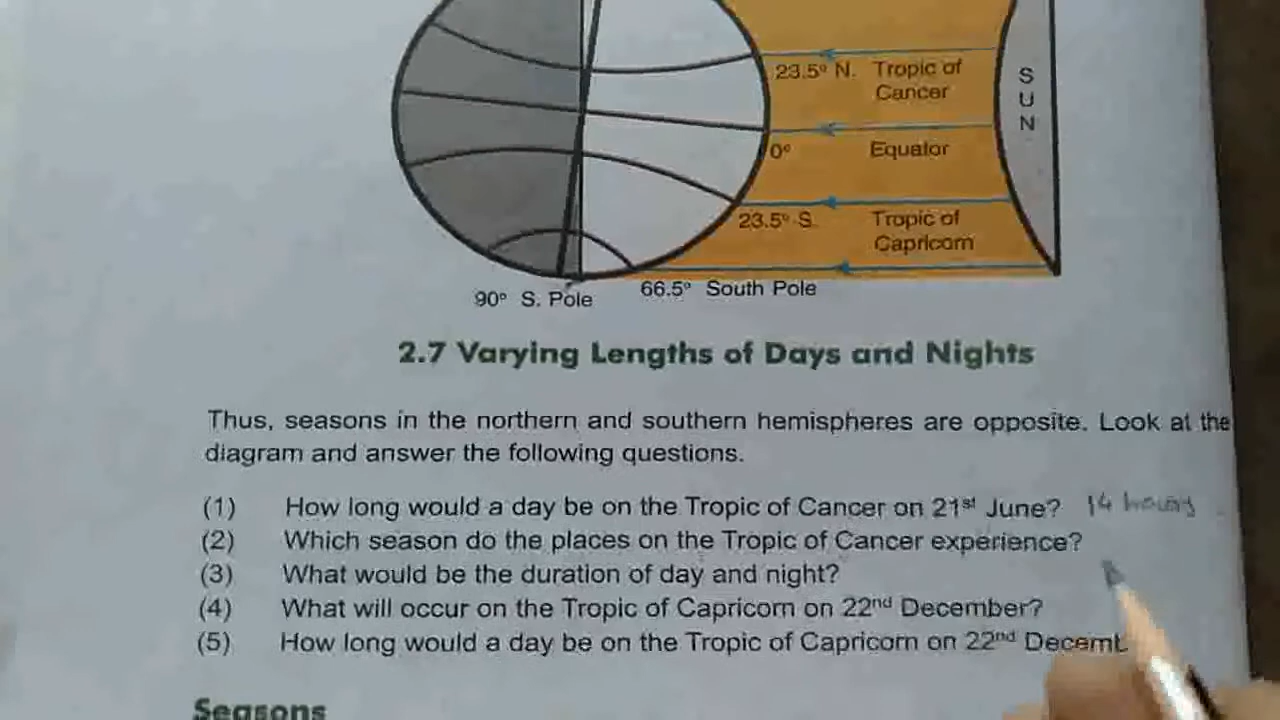 23.5° N. Tropic of
Cancer
SUN
0° Equator
23.5° S. Tropic of
Capricorn
66.5° South Pole
90° S. Pole
2.7 Varying Lengths of Days and Nights
Thus, seasons in the northern and southern hemispheres are opposite. Look at the
diagram and answer the following questions.
(1) How long would a day be on the Tropic of Cancer on 21st June? 14 hours
(2) Which season do the places on the Tropic of Cancer experience?
(3) What would be the duration of day and night?
(4) What will occur on the Tropic of Capricorn on 22nd December?
(5) How long would a day be on the Tropic of Capricorn on 22nd
Seasons